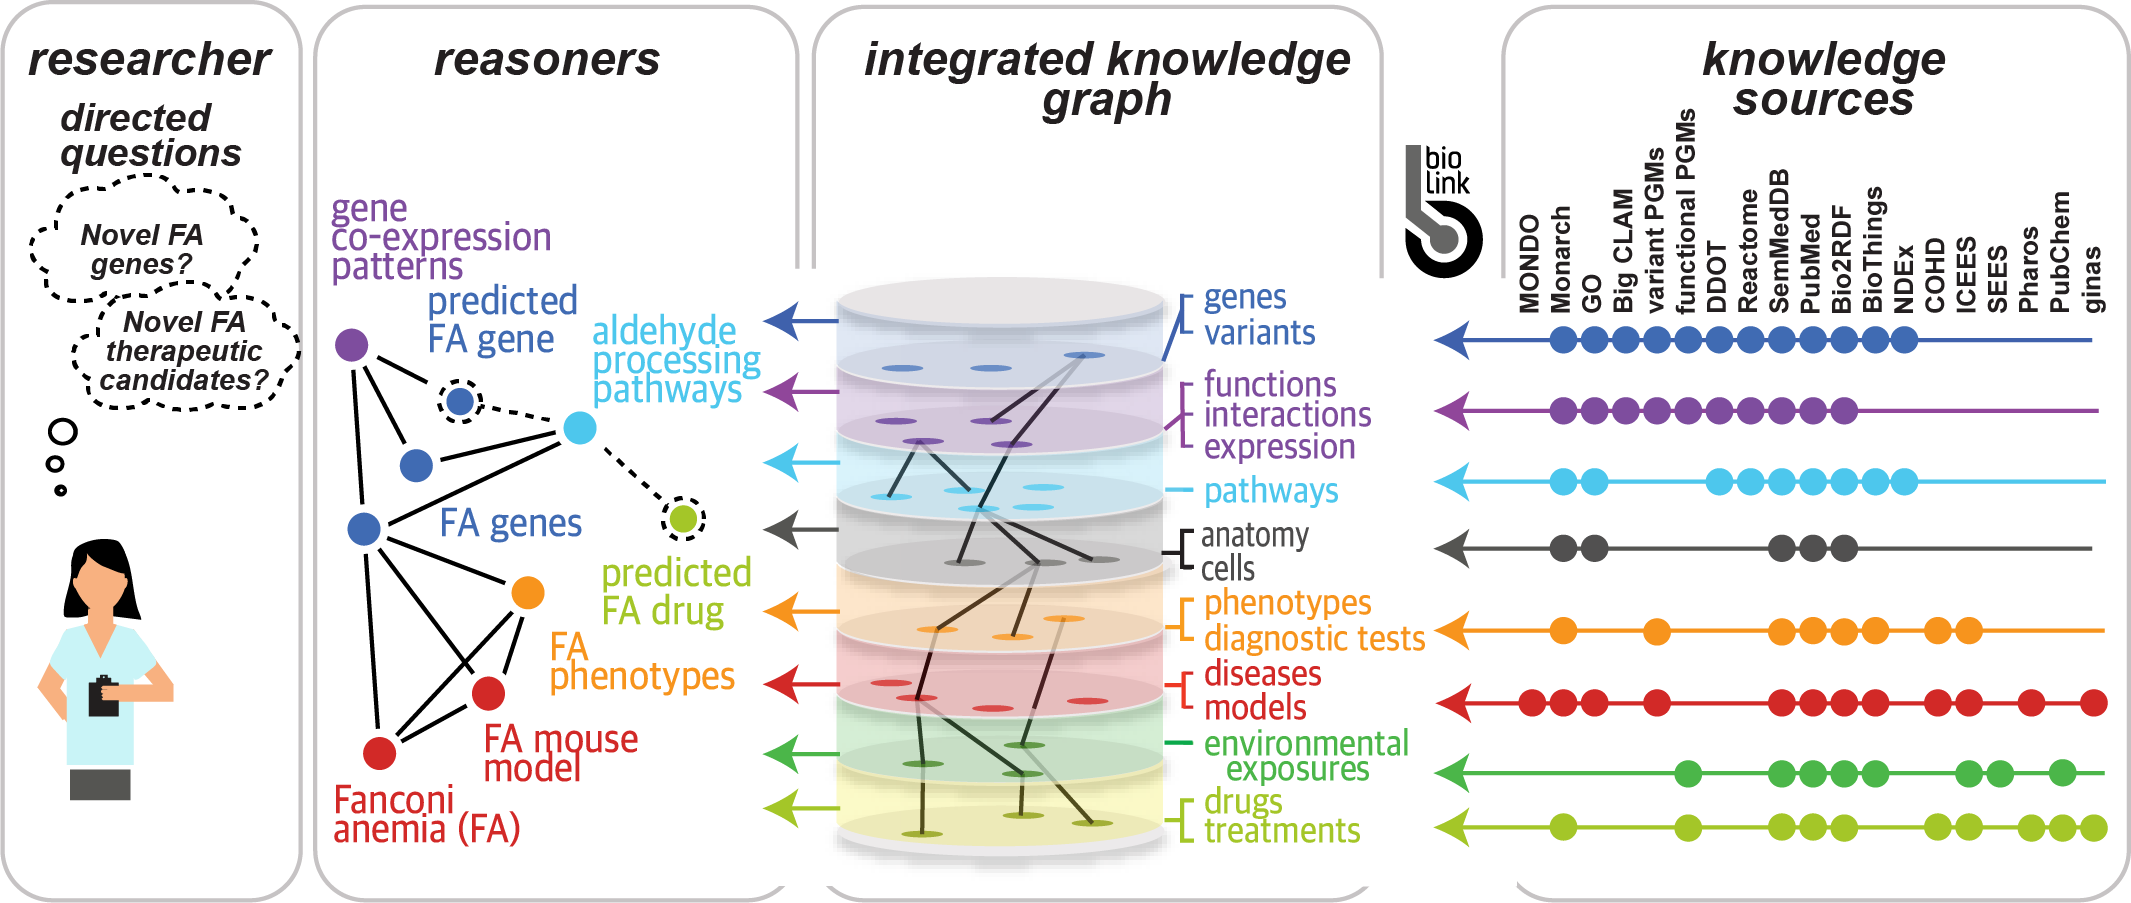 researcher
directed
questions
Novel FA
genes?
Novel FA
therapeutic
candidates?
reasoners
gene
co-expression
patterns
predicted
FA gene
aldehyde
processing
pathways
FA genes
predicted
FA drug
FA
phenotypes
FA mouse
model
Fanconi
anemia (FA)
integrated knowledge
graph
genes
variants
functions
interactions
expression
pathways
anatomy
cells
phenotypes
diagnostic tests
diseases
models
environmental
exposures
drugs
treatments
bio
link
knowledge
sources
MONDO
Monarch
GO
Big CLAM
variant PGMs
functional PGMs
DDOT
Reactome
SemMedDB
PubMed
Bio2RDF
BioThings
NDEx
COHD
ICEES
SEES
Pharos
PubChem
ginas